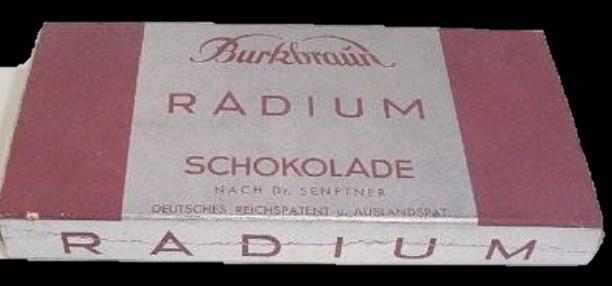 Burkbraun
RADIUM
SCHOKOLADE
NACH Dr. SENFTNER
DEUTSCHES REICHSPATENT u. AUSLANDSPAT.
RADIUM